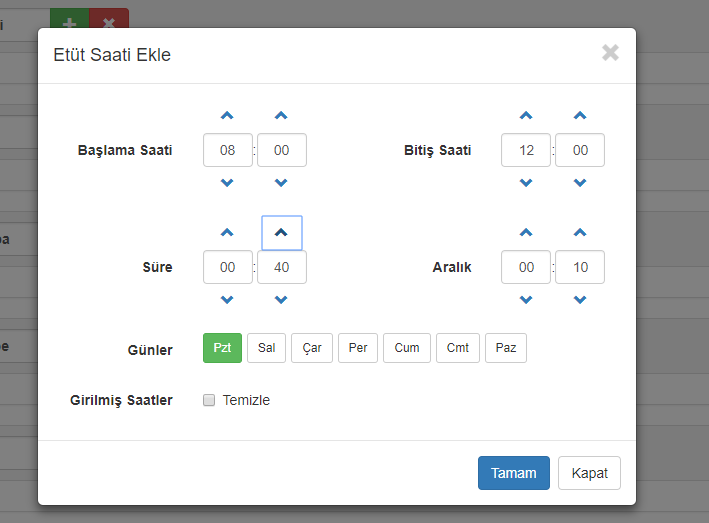 i
Etüt Saati Ekle
Başlama Saati 08 : 00 Bitiş Saati 12 : 00
a
Süre 00 : 40 Aralık 00 : 10
e
Günler Pzt Sal Çar Per Cum Cmt Paz
Girilmiş Saatler Temizle
Tamam Kapat